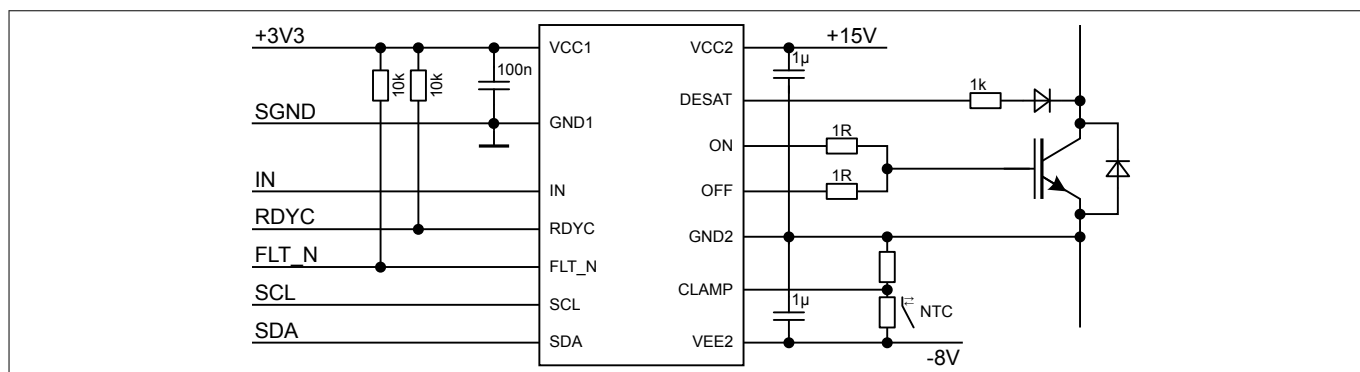 +3V3
VCC1
VCC2
+15V
10k
10k
100n
1µ
SGND
GND1
DESAT
1k
ON
1R
IN
IN
OFF
1R
RDYC
RDYC
GND2
FLT_N
FLT_N
CLAMP
NTC
SCL
SCL
1µ
SDA
SDA
VEE2
-8V